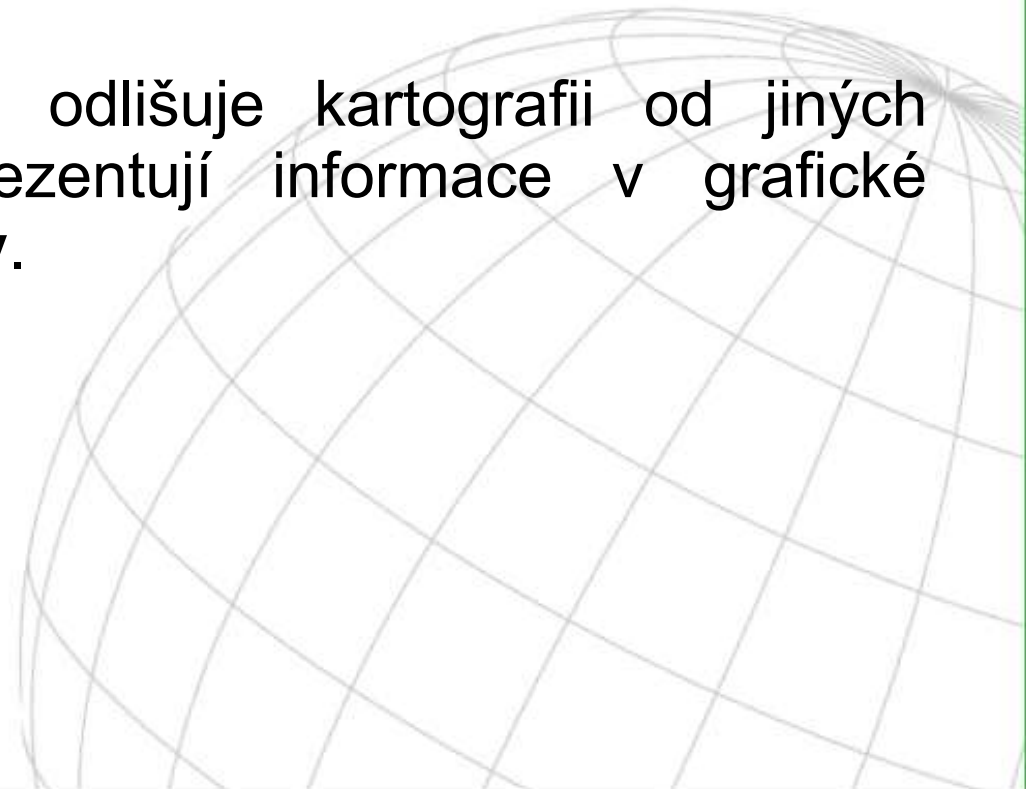 odlišuje kartografii od jiných
ezentují informace v grafické
.